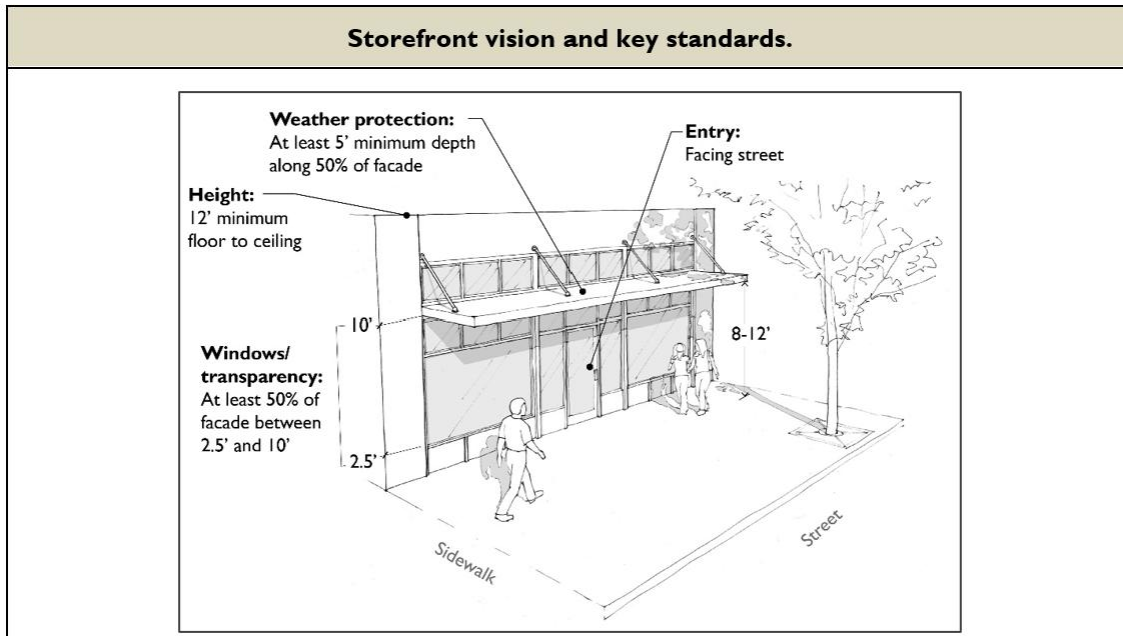 Storefront vision and key standards.
Weather protection:
At least 5’ minimum depth
along 50% of facade
Entry:
Facing street
Height:
12’ minimum
floor to ceiling
10’
8-12’
Windows/
transparency:
At least 50% of
facade between
2.5’ and 10’
2.5’
Sidewalk
Street